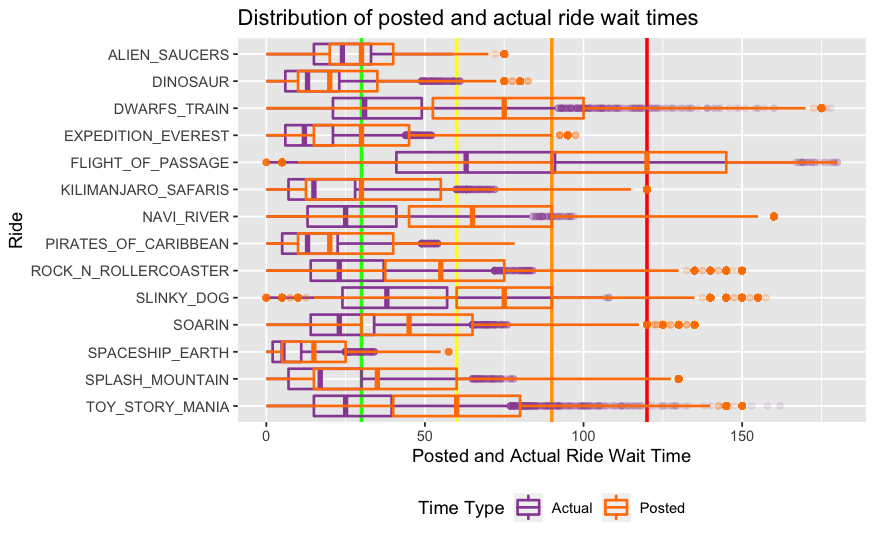 Distribution of posted and actual ride wait times
Ride
ALIEN_SAUCERS
DINOSAUR
DWARFS_TRAIN
EXPEDITION_EVEREST
FLIGHT_OF_PASSAGE
KILIMANJARO_SAFARIS
NAVI_RIVER
PIRATES_OF_CARIBBEAN
ROCK_N_ROLLERCOASTER
SLINKY_DOG
SOARIN
SPACESHIP_EARTH
SPLASH_MOUNTAIN
TOY_STORY_MANIA
0 50 100 150
Posted and Actual Ride Wait Time
Time Type Actual Posted